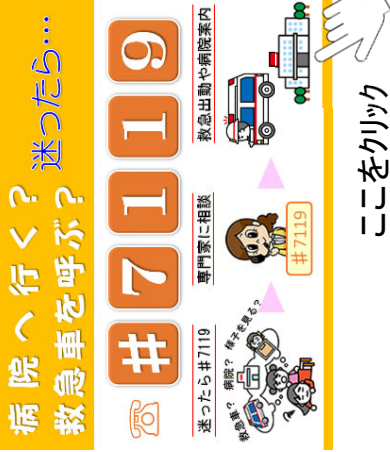 病院へ行く?
救急車を呼ぶ? 迷ったら…
#7119
迷ったら#7119
専門家に相談
救急出動や病院案内
救急車? 病院? 様子を見る?
#7119
ここをクリック